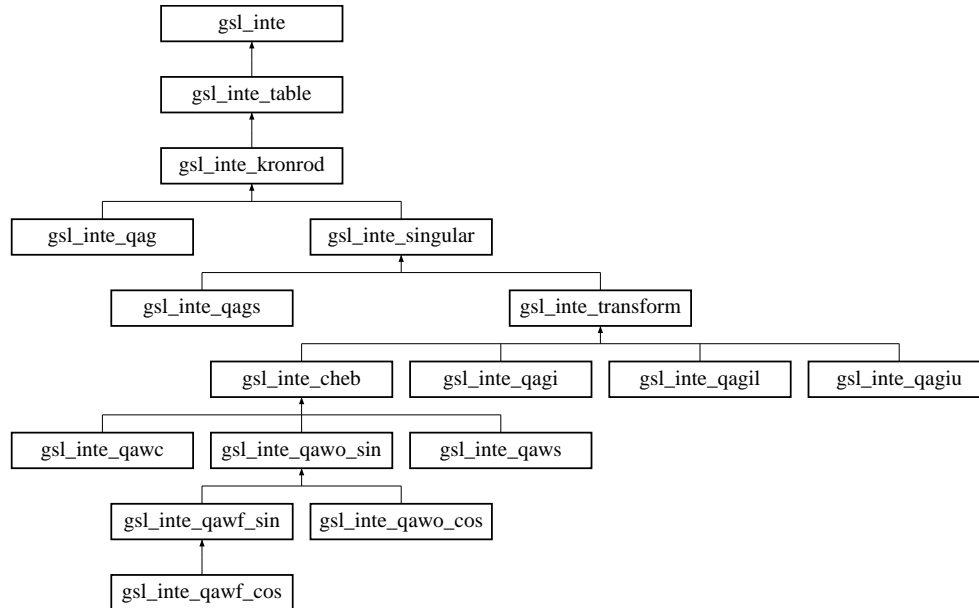 gsl_inte
gsl_inte_table
gsl_inte_kronrod
gsl_inte_qag
gsl_inte_singular
gsl_inte_qags
gsl_inte_transform
gsl_inte_cheb
gsl_inte_qagi
gsl_inte_qagil
gsl_inte_qagiu
gsl_inte_qawc
gsl_inte_qawo_sin
gsl_inte_qaws
gsl_inte_qawf_sin
gsl_inte_qawo_cos
gsl_inte_qawf_cos